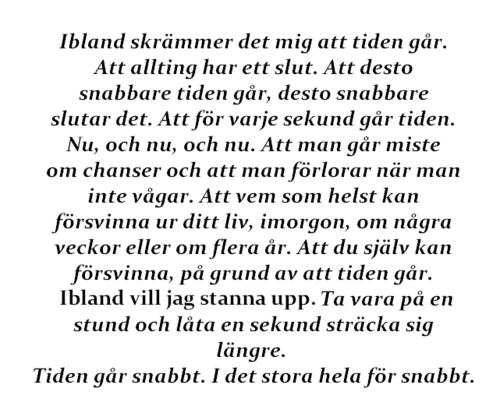 Ibland skrämmer det mig att tiden går.
Att allting har ett slut. Att desto
snabbare tiden går, desto snabbare
slutar det. Att för varje sekund går tiden.
Nu, och nu, och nu. Att man går miste
om chanser och att man förlorar när man
inte vågar. Att vem som helst kan
försvinna ur ditt liv, imorgon, om några
veckor eller om flera år. Att du själv kan
försvinna, på grund av att tiden går.
Ibland vill jag stanna upp. Ta vara på en
stund och låta en sekund sträcka sig
längre.
Tiden går snabbt. I det stora hela för snabbt.